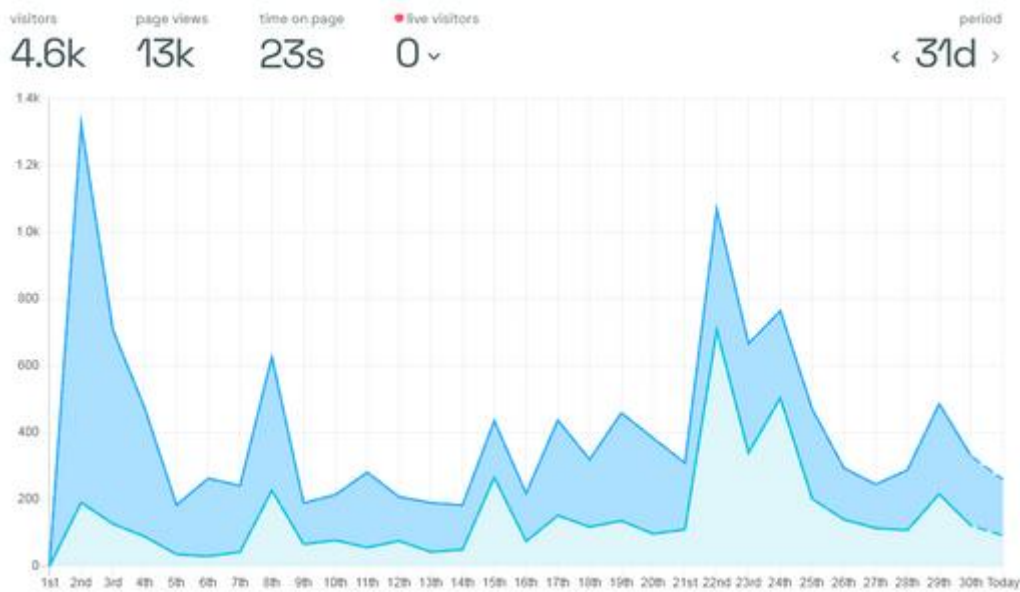 visitors page views time on page live visitors period
4.6k 13k 23s 0 31d
1.4k
1.2k
1.0k
800
600
400
200
0
1st 2nd 3rd 4th 5th 6th 7th 8th 9th 10th 11th 12th 13th 14th 15th 16th 17th 18th 19th 20th 21st 22nd 23rd 24th 25th 26th 27th 28th 29th 30th Today